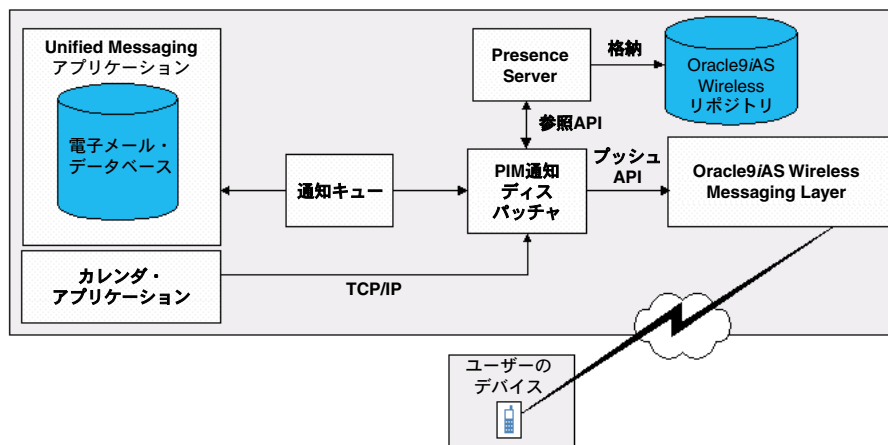 Unified Messaging
アプリケーション
電子メール・
データベース
カレンダ・
アプリケーション
通知キュー
TCP/IP
Presence
Server
格納
Oracle9iAS
Wireless
リポジトリ
参照API
PIM通知
ディス
パッチャ
プッシュ
API
Oracle9iAS Wireless
Messaging Layer
ユーザーの
デバイス